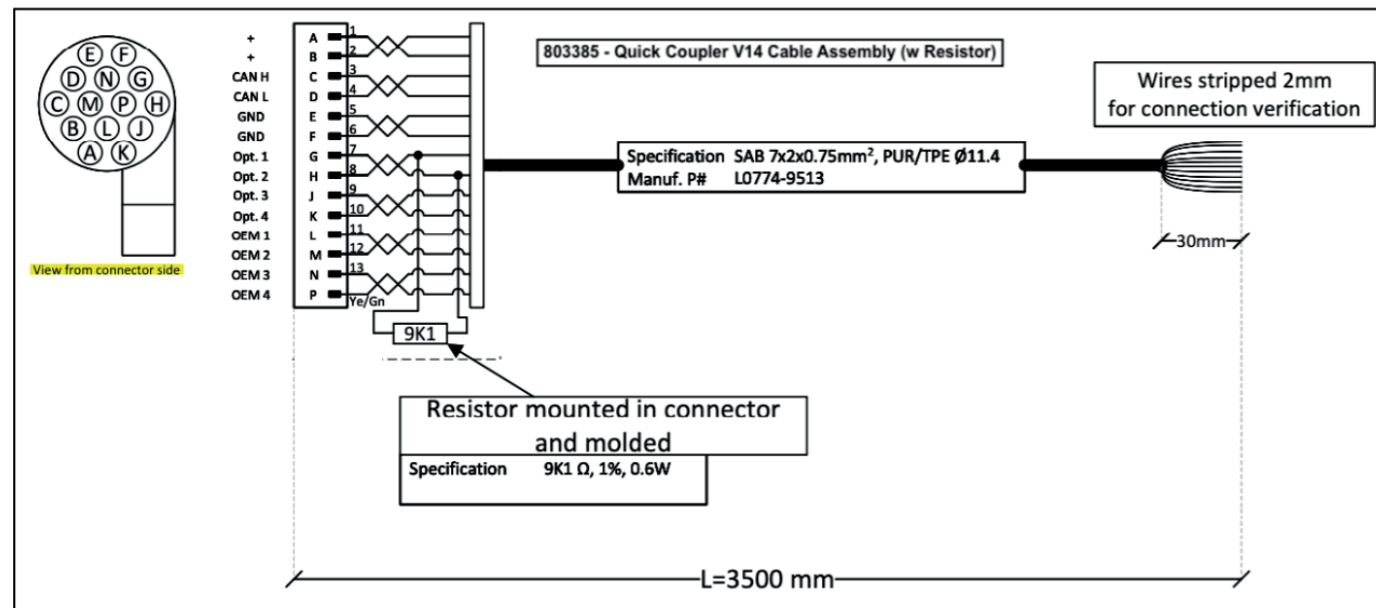 803385 - Quick Coupler V14 Cable Assembly (w Resistor)
E F
D N G
C M P H
B L J
A K
View from connector side
+ A 1
+ B 2
CAN H C 3
CAN L D 4
GND E 5
GND F 6
Opt. 1 G 7
Opt. 2 H 8
Opt. 3 J 9
Opt. 4 K 10
OEM 1 L 11
OEM 2 M 12
OEM 3 N 13
OEM 4 P Ye/Gn
9K1
Resistor mounted in connector
and molded
Specification 9K1 Ω, 1%, 0.6W
Specification SAB 7x2x0.75mm², PUR/TPE Ø11.4
Manuf. P# L0774-9513
Wires stripped 2mm
for connection verification
30mm
L=3500 mm